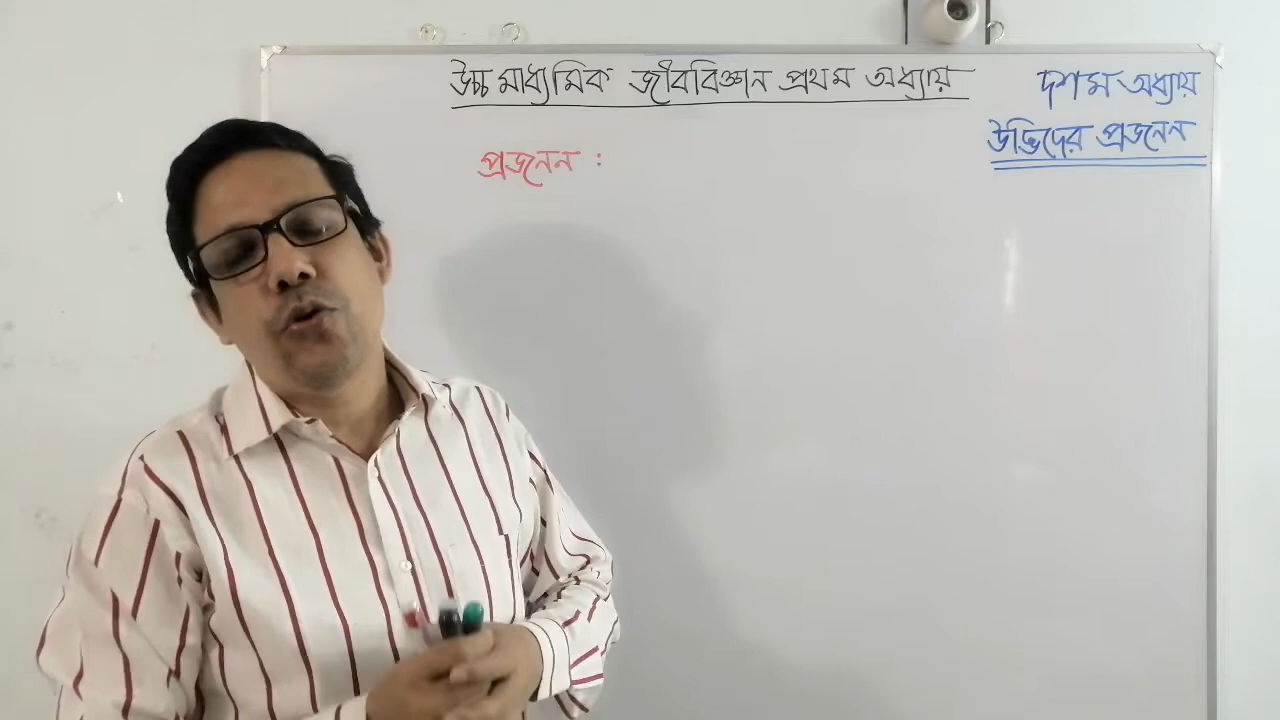 উচ্চ মাধ্যমিক জীববিজ্ঞান প্রথম অধ্যায়
দশম অধ্যায়
উদ্ভিদের প্রজনন
প্রজনন :